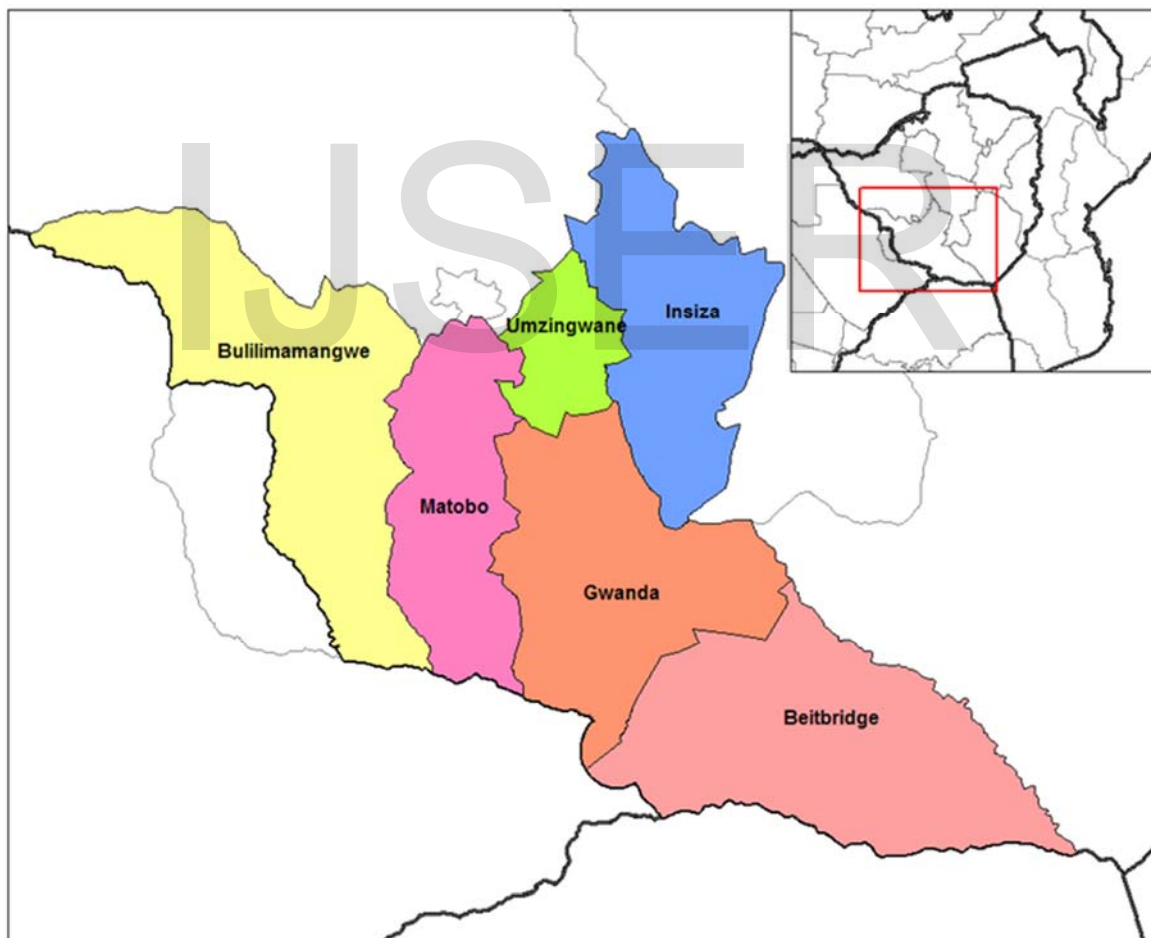 IJSER
Insiza
Umzingwane
Bulilimamangwe
Matobo
Gwanda
Beitbridge